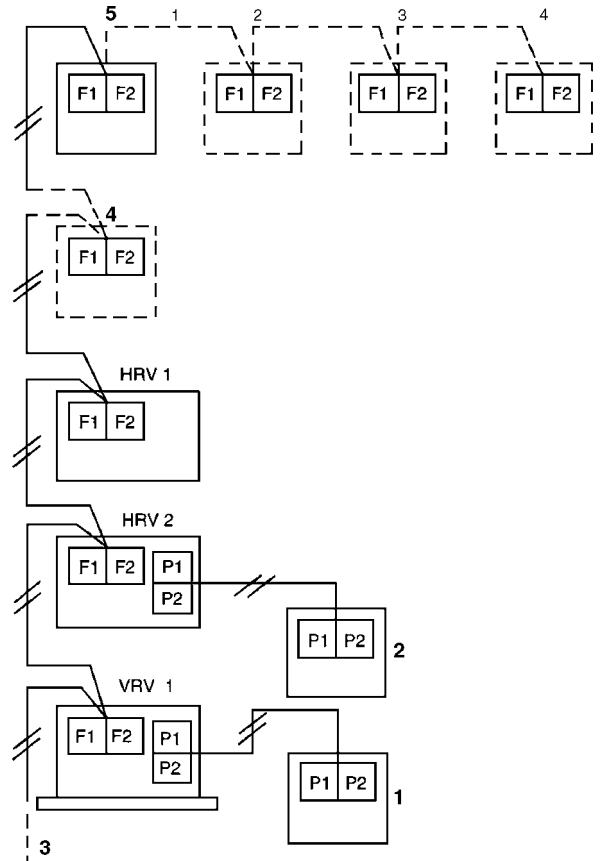 5 1 2 3 4
F1 F2 F1 F2 F1 F2 F1 F2
4
F1 F2
HRV 1
F1 F2
HRV 2
F1 F2 P1
P2
P1 P2 2
VRV 1
F1 F2 P1
P2
P1 P2 1
3